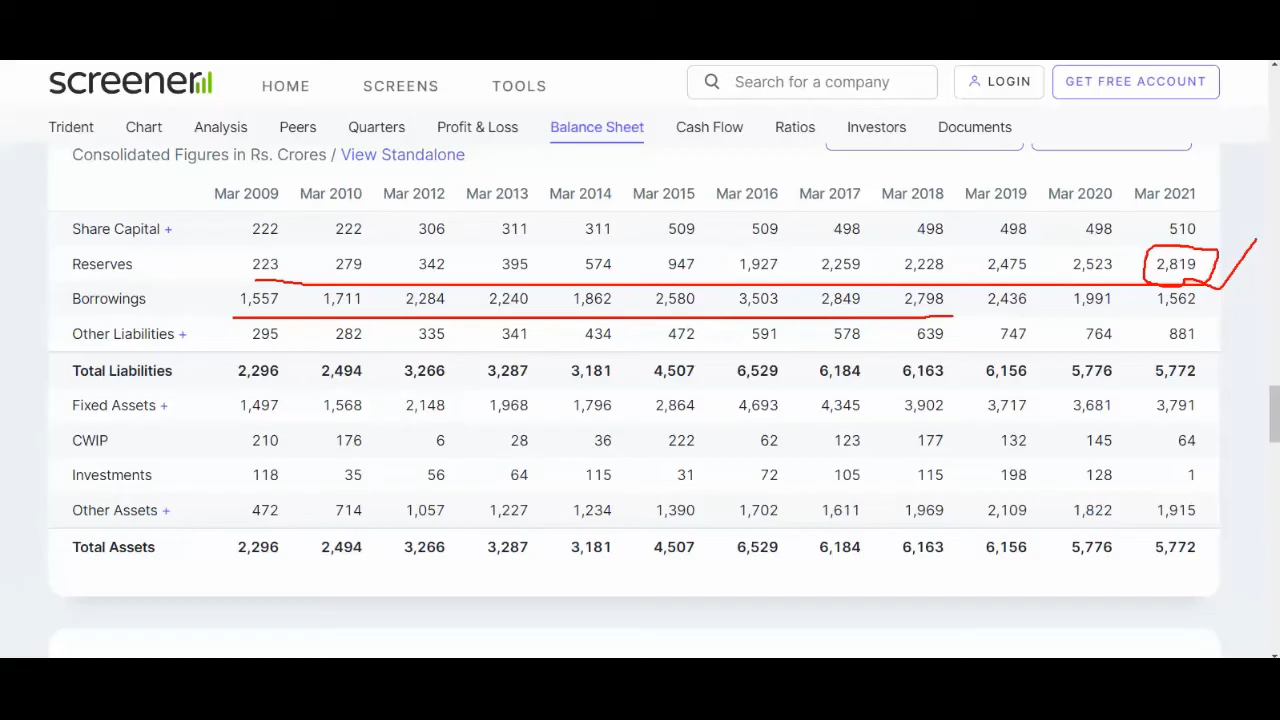 screener
HOME SCREENS TOOLS Search for a company LOGIN GET FREE ACCOUNT
Trident Chart Analysis Peers Quarters Profit & Loss Balance Sheet Cash Flow Ratios Investors Documents
Consolidated Figures in Rs. Crores / View Standalone
Mar 2009 Mar 2010 Mar 2012 Mar 2013 Mar 2014 Mar 2015 Mar 2016 Mar 2017 Mar 2018 Mar 2019 Mar 2020 Mar 2021
Share Capital + 222 222 306 311 311 509 509 498 498 498 498 510
Reserves 223 279 342 395 574 947 1,927 2,259 2,228 2,475 2,523 2,819
Borrowings 1,557 1,711 2,284 2,240 1,862 2,580 3,503 2,849 2,798 2,436 1,991 1,562
Other Liabilities + 295 282 335 341 434 472 591 578 639 747 764 881
Total Liabilities 2,296 2,494 3,266 3,287 3,181 4,507 6,529 6,184 6,163 6,156 5,776 5,772
Fixed Assets + 1,497 1,568 2,148 1,968 1,796 2,864 4,693 4,345 3,902 3,717 3,681 3,791
CWIP 210 176 6 28 36 222 62 123 177 132 145 64
Investments 118 35 56 64 115 31 72 105 115 198 128 1
Other Assets + 472 714 1,057 1,227 1,234 1,390 1,702 1,611 1,969 2,109 1,822 1,915
Total Assets 2,296 2,494 3,266 3,287 3,181 4,507 6,529 6,184 6,163 6,156 5,776 5,772